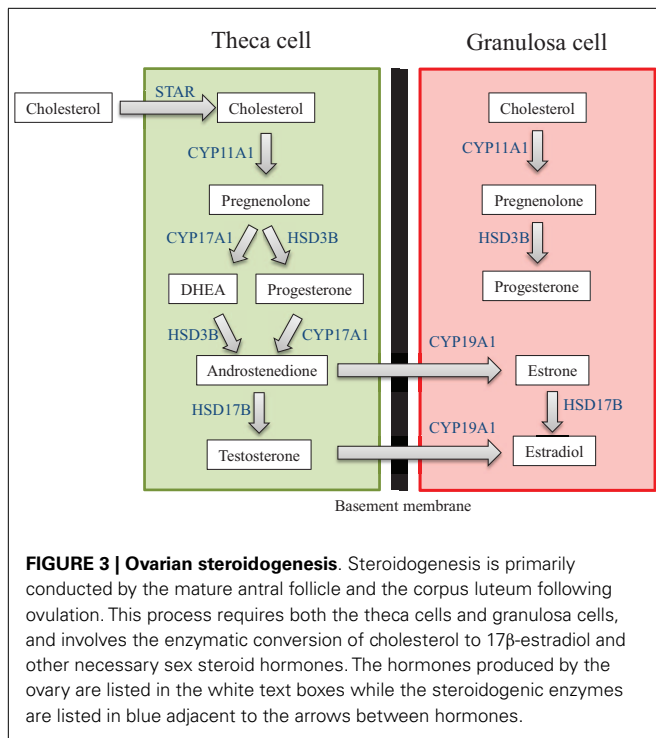 Theca cell Granulosa cell
STAR
Cholesterol Cholesterol Cholesterol
CYP11A1 CYP11A1
Pregnenolone Pregnenolone
CYP17A1 HSD3B HSD3B
DHEA Progesterone Progesterone
HSD3B CYP17A1 CYP19A1
Androstenedione Estrone
HSD17B HSD17B
CYP19A1
Testosterone Estradiol
Basement membrane
FIGURE 3 | Ovarian steroidogenesis. Steroidogenesis is primarily
conducted by the mature antral follicle and the corpus luteum following
ovulation. This process requires both the theca cells and granulosa cells,
and involves the enzymatic conversion of cholesterol to 17β-estradiol and
other necessary sex steroid hormones. The hormones produced by the
ovary are listed in the white text boxes while the steroidogenic enzymes
are listed in blue adjacent to the arrows between hormones.